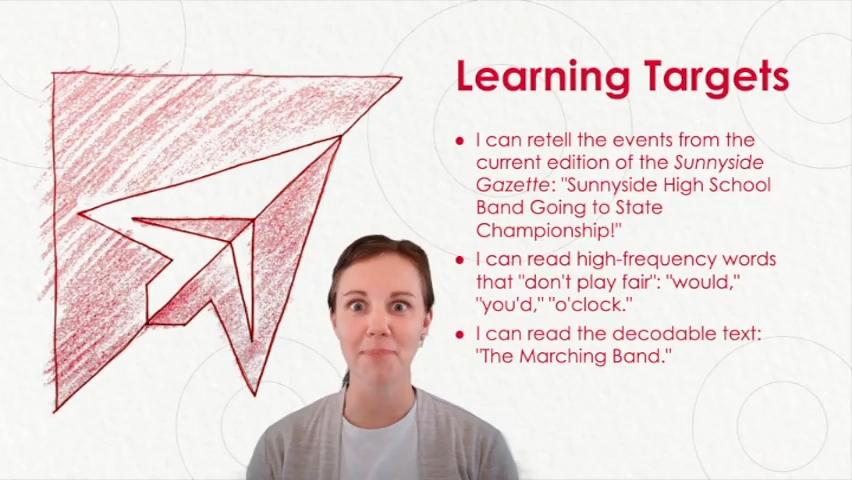 Learning Targets
• I can retell the events from the
current edition of the Sunnyside
Gazette: "Sunnyside High School
Band Going to State
Championship!"
• I can read high-frequency words
that "don't play fair": "would,"
"you'd," "o'clock."
• I can read the decodable text:
"The Marching Band."